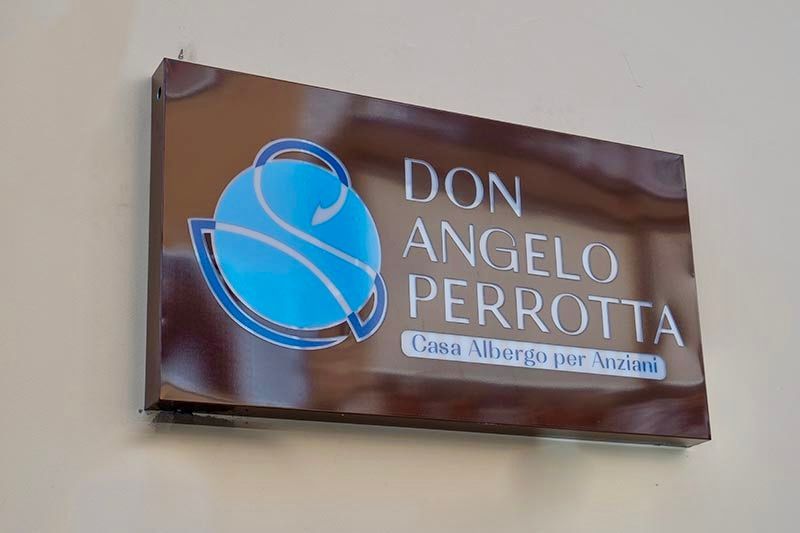 DON
ANGELO
PERROTTA
Casa Albergo per Anziani